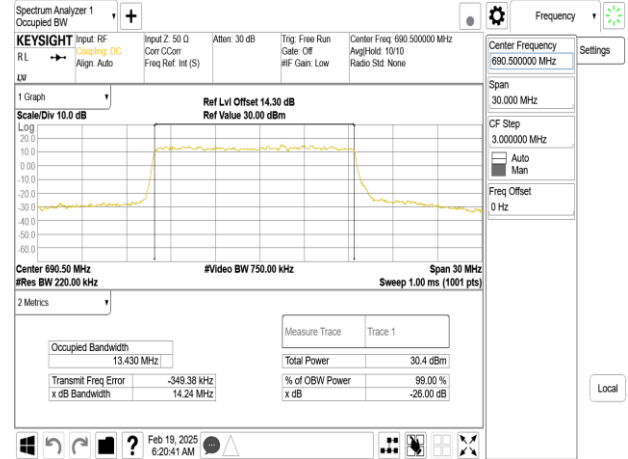 Spectrum Analyzer 1
Occupied BW
Frequency
KEYSIGHT
RL
Input: RF
Coupling: DC
Align: Auto
Input Z: 50 Ω
Corr CCorr
Freq Ref: Int (S)
Atten: 30 dB
Trig: Free Run
Gate: Off
#IF Gain: Low
Center Freq: 690.500000 MHz
Avg|Hold: 10/10
Radio Std: None
Center Frequency
690.500000 MHz
Settings
Span
30.000 MHz
CF Step
3.000000 MHz
Auto
Man
Freq Offset
0 Hz
Local
1 Graph
Scale/Div 10.0 dB
Ref Lvl Offset 14.30 dB
Ref Value 30.00 dBm
Log
20.0
10.0
0.00
-10.0
-20.0
-30.0
-40.0
-50.0
-60.0
Center 690.50 MHz
#Video BW 750.00 kHz
Span 30 MHz
#Res BW 220.00 kHz
Sweep 1.00 ms (1001 pts)
2 Metrics
Measure Trace
Trace 1
Occupied Bandwidth
13.430 MHz
Total Power
30.4 dBm
Transmit Freq Error
-349.38 kHz
% of OBW Power
99.00 %
x dB Bandwidth
14.24 MHz
x dB
-26.00 dB
Feb 19, 2025
6:20:41 AM